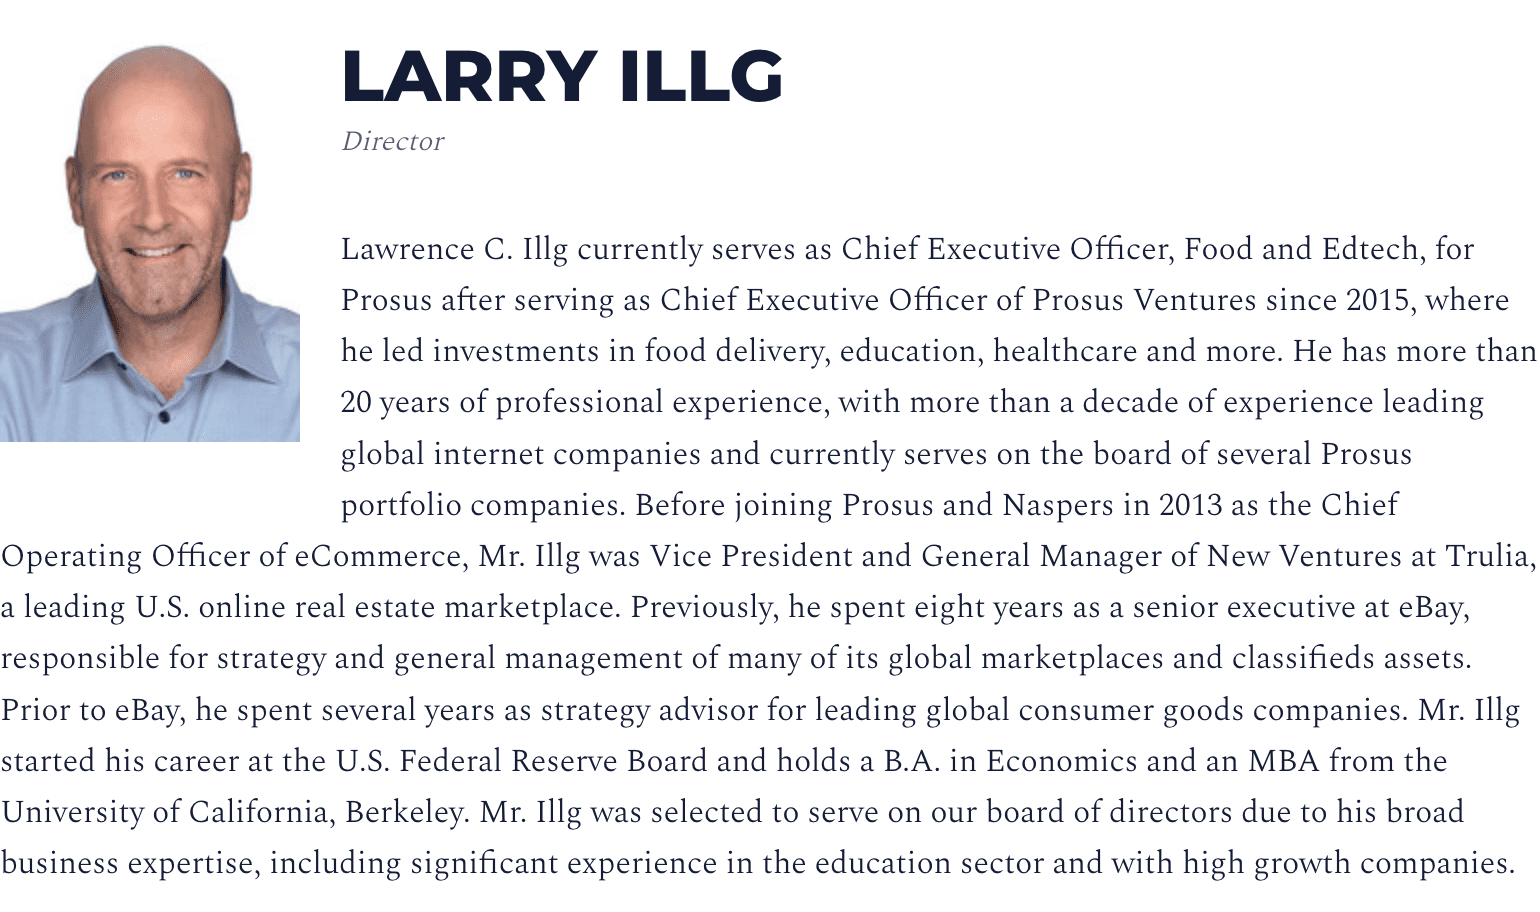 LARRY ILLG
Director
Lawrence C. Illg currently serves as Chief Executive Officer, Food and Edtech, for
Prosus after serving as Chief Executive Officer of Prosus Ventures since 2015, where
he led investments in food delivery, education, healthcare and more. He has more than
20 years of professional experience, with more than a decade of experience leading
global internet companies and currently serves on the board of several Prosus
portfolio companies. Before joining Prosus and Naspers in 2013 as the Chief
Operating Officer of eCommerce, Mr. Illg was Vice President and General Manager of New Ventures at Trulia,
a leading U.S. online real estate marketplace. Previously, he spent eight years as a senior executive at eBay,
responsible for strategy and general management of many of its global marketplaces and classifieds assets.
Prior to eBay, he spent several years as strategy advisor for leading global consumer goods companies. Mr. Illg
started his career at the U.S. Federal Reserve Board and holds a B.A. in Economics and an MBA from the
University of California, Berkeley. Mr. Illg was selected to serve on our board of directors due to his broad
business expertise, including significant experience in the education sector and with high growth companies.